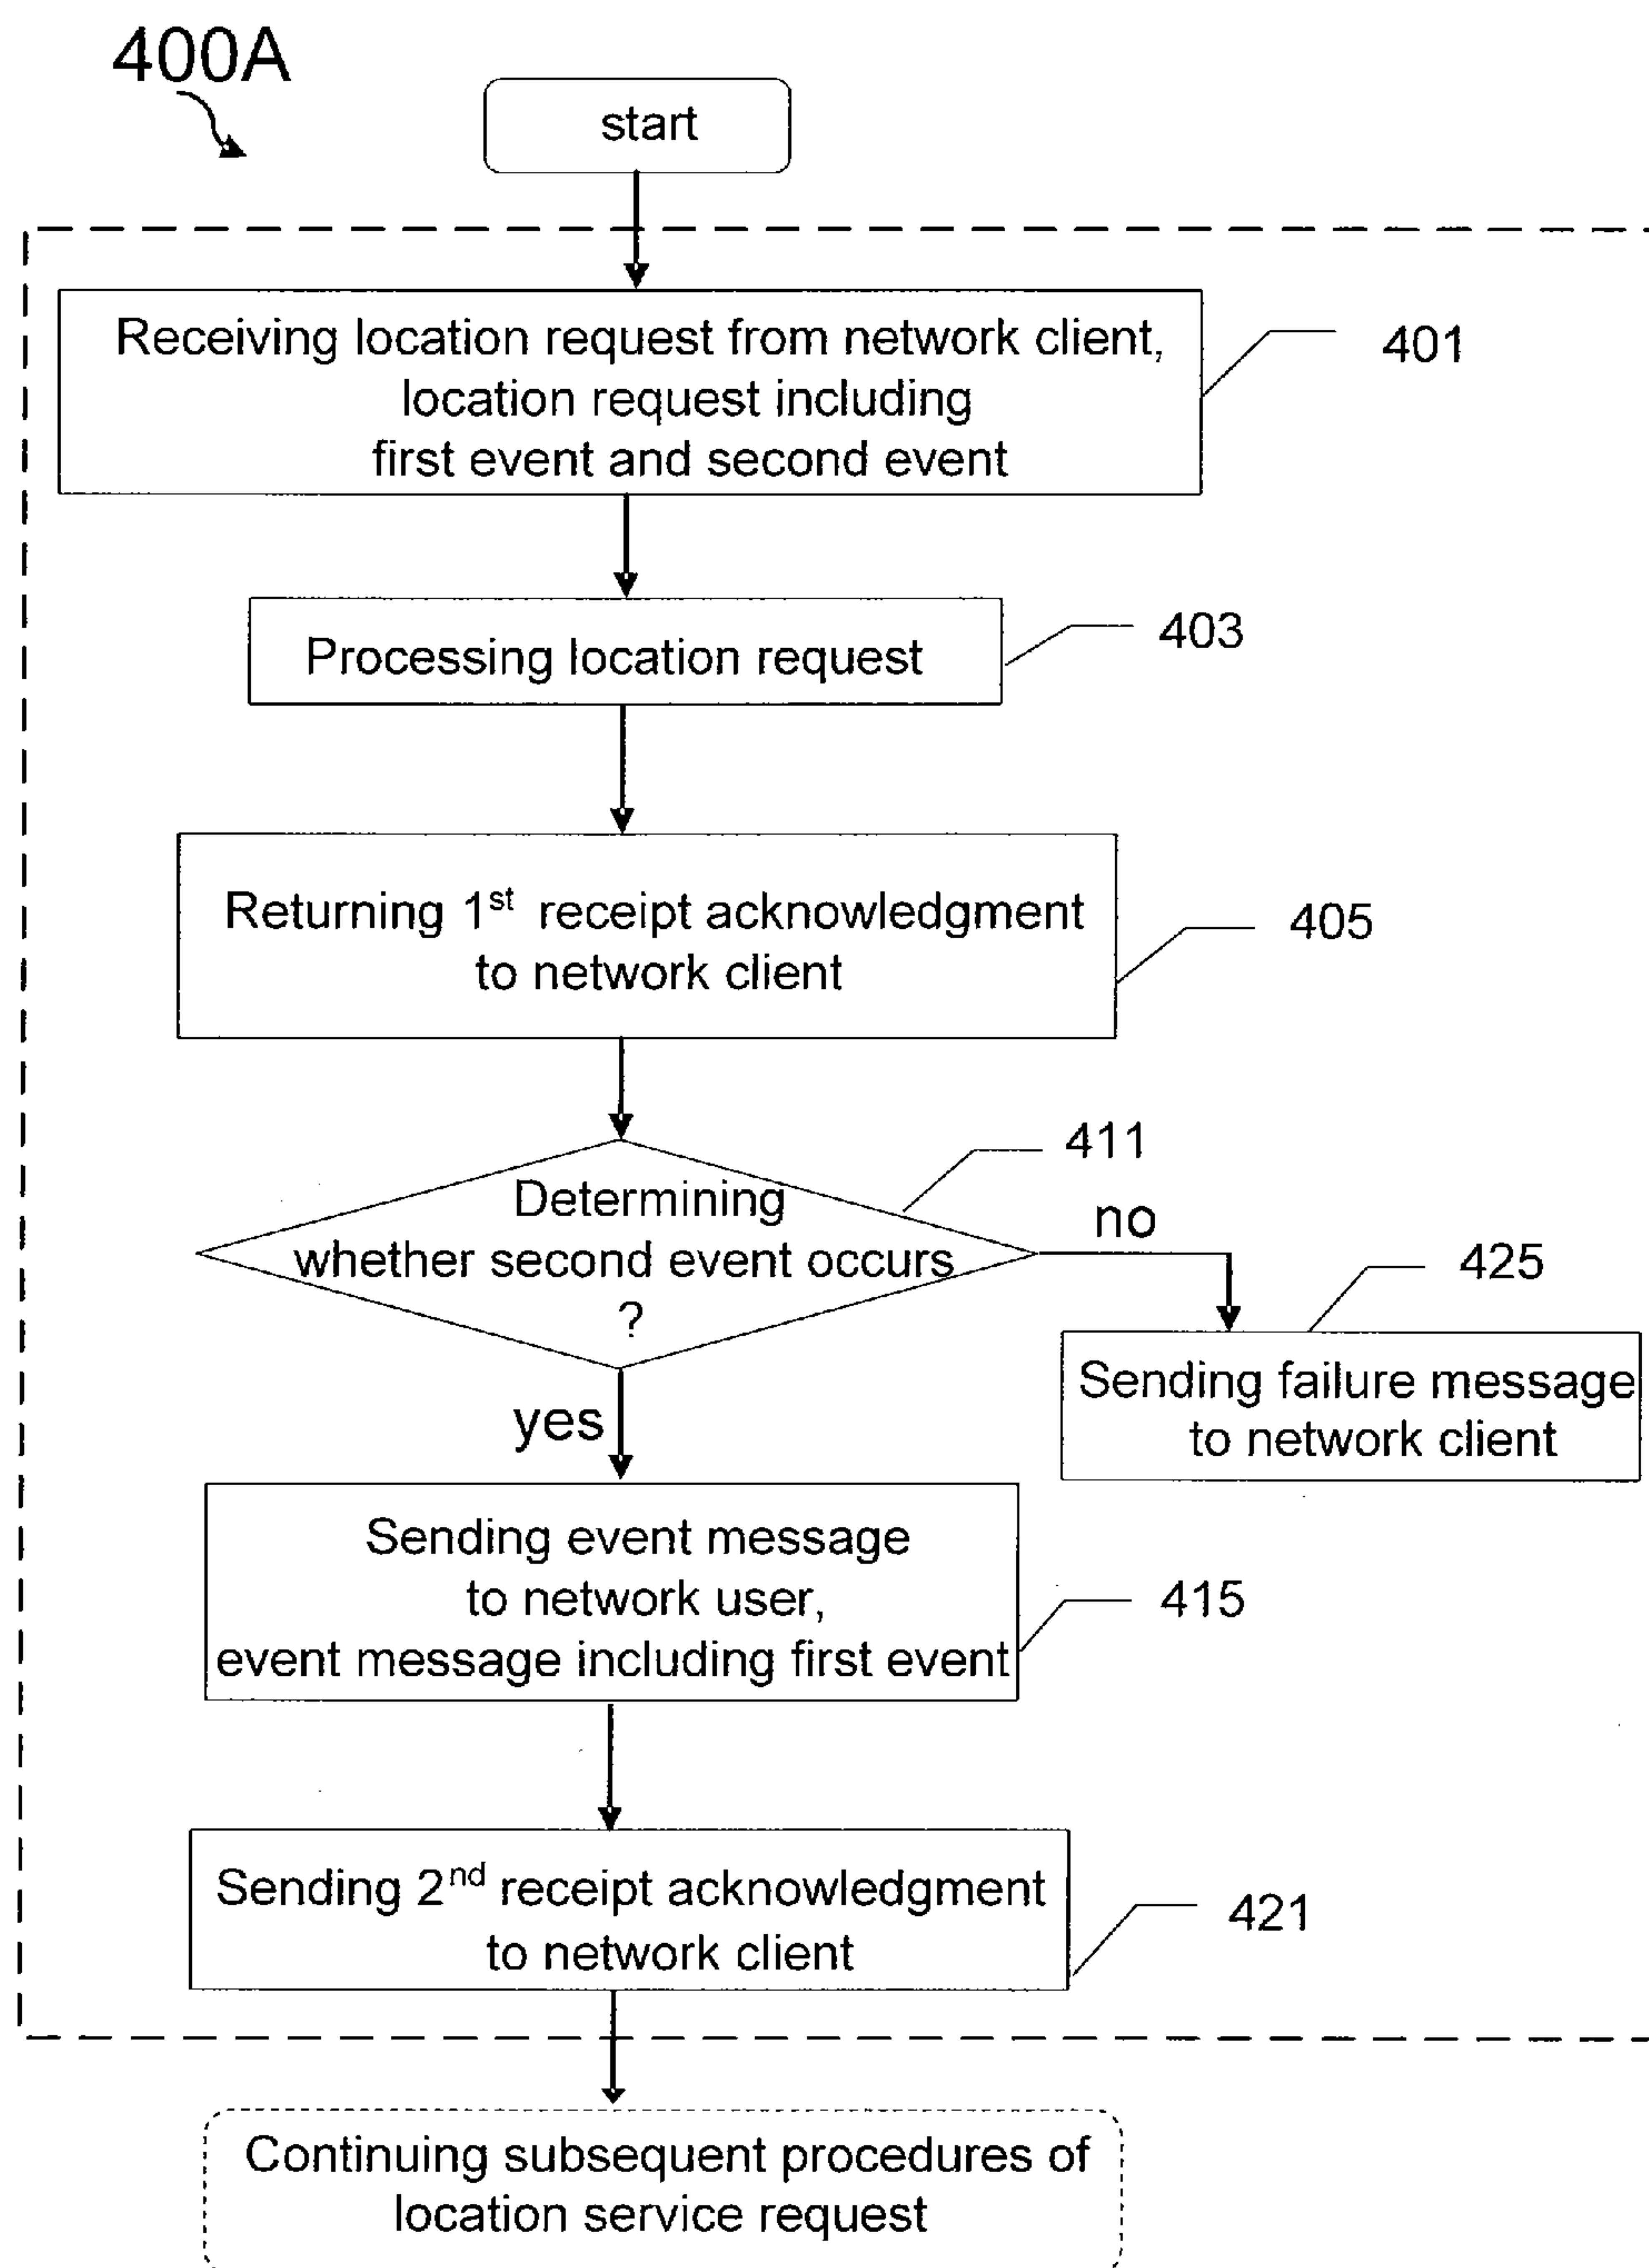 400A
start
Receiving location request from network client,
location request including
first event and second event
401
Processing location request
403
Returning 1st receipt acknowledgment
to network client
405
411
Determining
whether second event occurs
?
no
425
Sending failure message
to network client
yes
Sending event message
to network user,
event message including first event
415
Sending 2nd receipt acknowledgment
to network client
421
Continuing subsequent procedures of
location service request